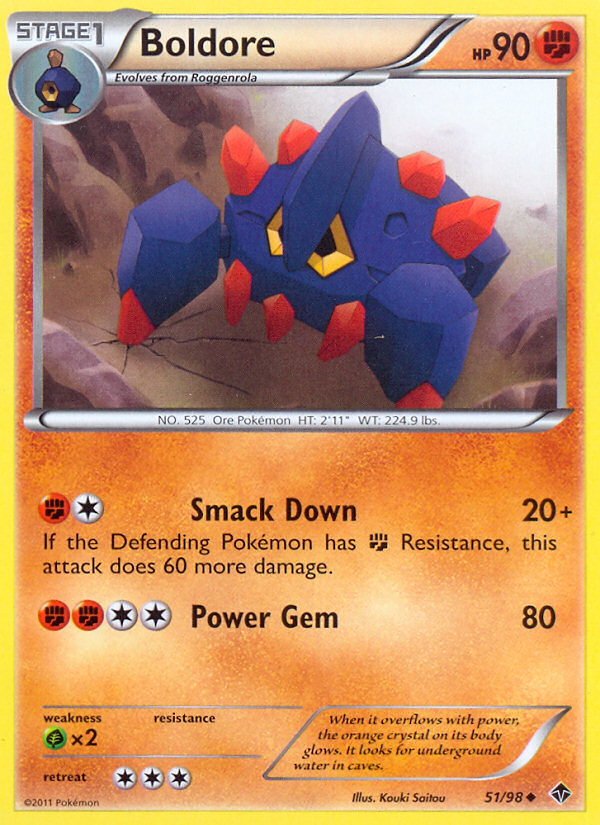 STAGE1
Boldore
HP 90
Evolves from Roggenrola
NO. 525 Ore Pokémon HT: 2'11" WT: 224.9 lbs.
Smack Down 20+
If the Defending Pokémon has Resistance, this
attack does 60 more damage.
Power Gem 80
weakness resistance
×2
When it overflows with power,
the orange crystal on its body
glows. It looks for underground
water in caves.
retreat
©2011 Pokémon
Illus. Kouki Saitou
51/98